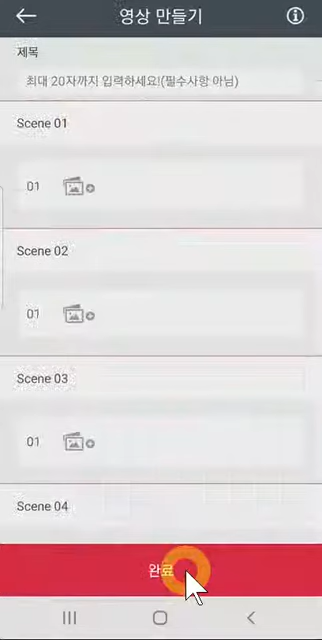 영상 만들기
제목
최대 20자까지 입력하세요!(필수사항 아님)
Scene 01
01
Scene 02
01
Scene 03
01
Scene 04
완료